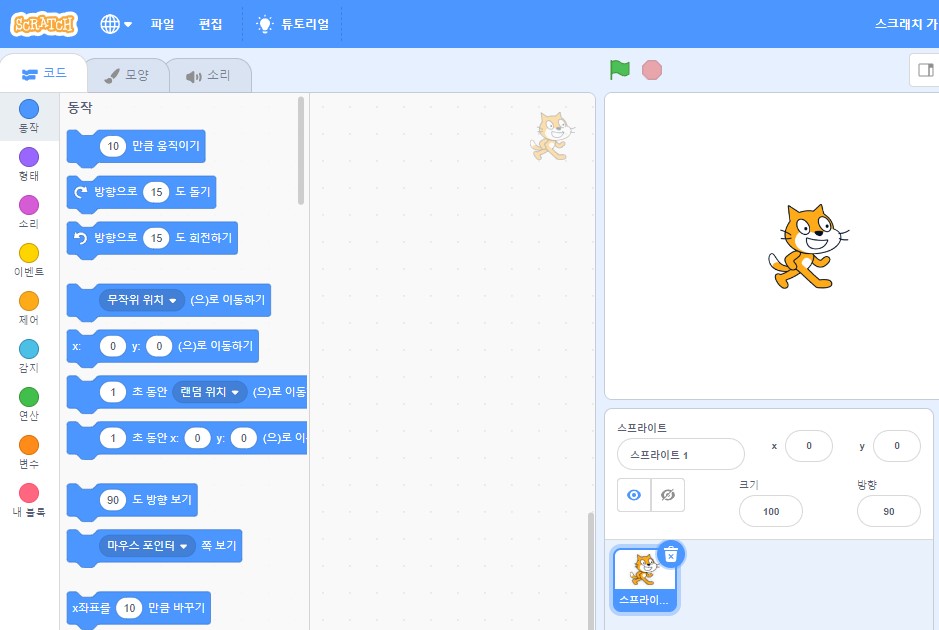 SCRATCH 파일 편집 튜토리얼 스크래치 가
코드 모양 소리
동작
형태
소리
이벤트
제어
감지
연산
변수
내 블록
동작
10 만큼 움직이기
방향으로 15 도 돌기
방향으로 15 도 회전하기
무작위 위치 (으)로 이동하기
x: 0 y: 0 (으)로 이동하기
1 초 동안 랜덤 위치 (으)로 이동
1 초 동안 x: 0 y: 0 (으)로 이
90 도 방향 보기
마우스 포인터 쪽 보기
x좌표를 10 만큼 바꾸기
스프라이트
스프라이트 1
x 0 y 0
크기 방향
100 90
스프라이...